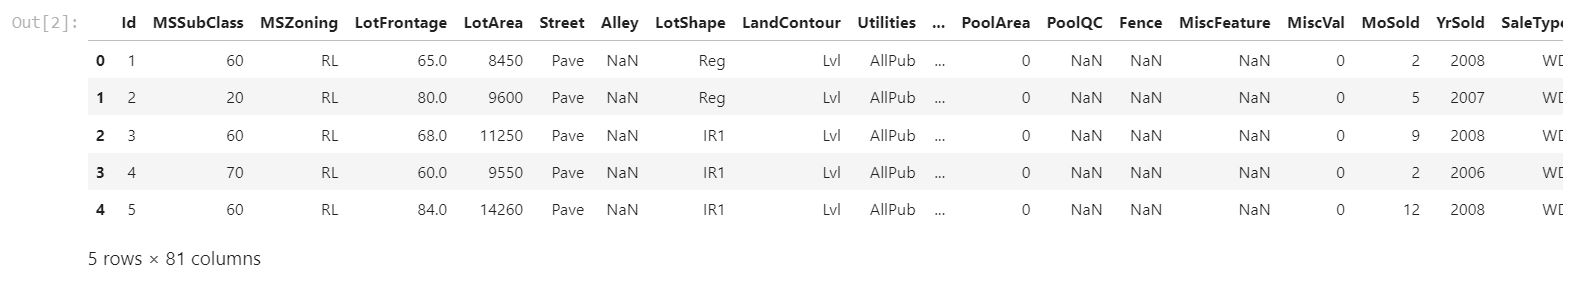 Out[2]: Id MSSubClass MSZoning LotFrontage LotArea Street Alley LotShape LandContour Utilities ... PoolArea PoolQC Fence MiscFeature MiscVal MoSold YrSold SaleType
0 1 60 RL 65.0 8450 Pave NaN Reg Lvl AllPub ... 0 NaN NaN NaN 0 2 2008 WD
1 2 20 RL 80.0 9600 Pave NaN Reg Lvl AllPub ... 0 NaN NaN NaN 0 5 2007 WD
2 3 60 RL 68.0 11250 Pave NaN IR1 Lvl AllPub ... 0 NaN NaN NaN 0 9 2008 WD
3 4 70 RL 60.0 9550 Pave NaN IR1 Lvl AllPub ... 0 NaN NaN NaN 0 2 2006 WD
4 5 60 RL 84.0 14260 Pave NaN IR1 Lvl AllPub ... 0 NaN NaN NaN 0 12 2008 WD
5 rows × 81 columns